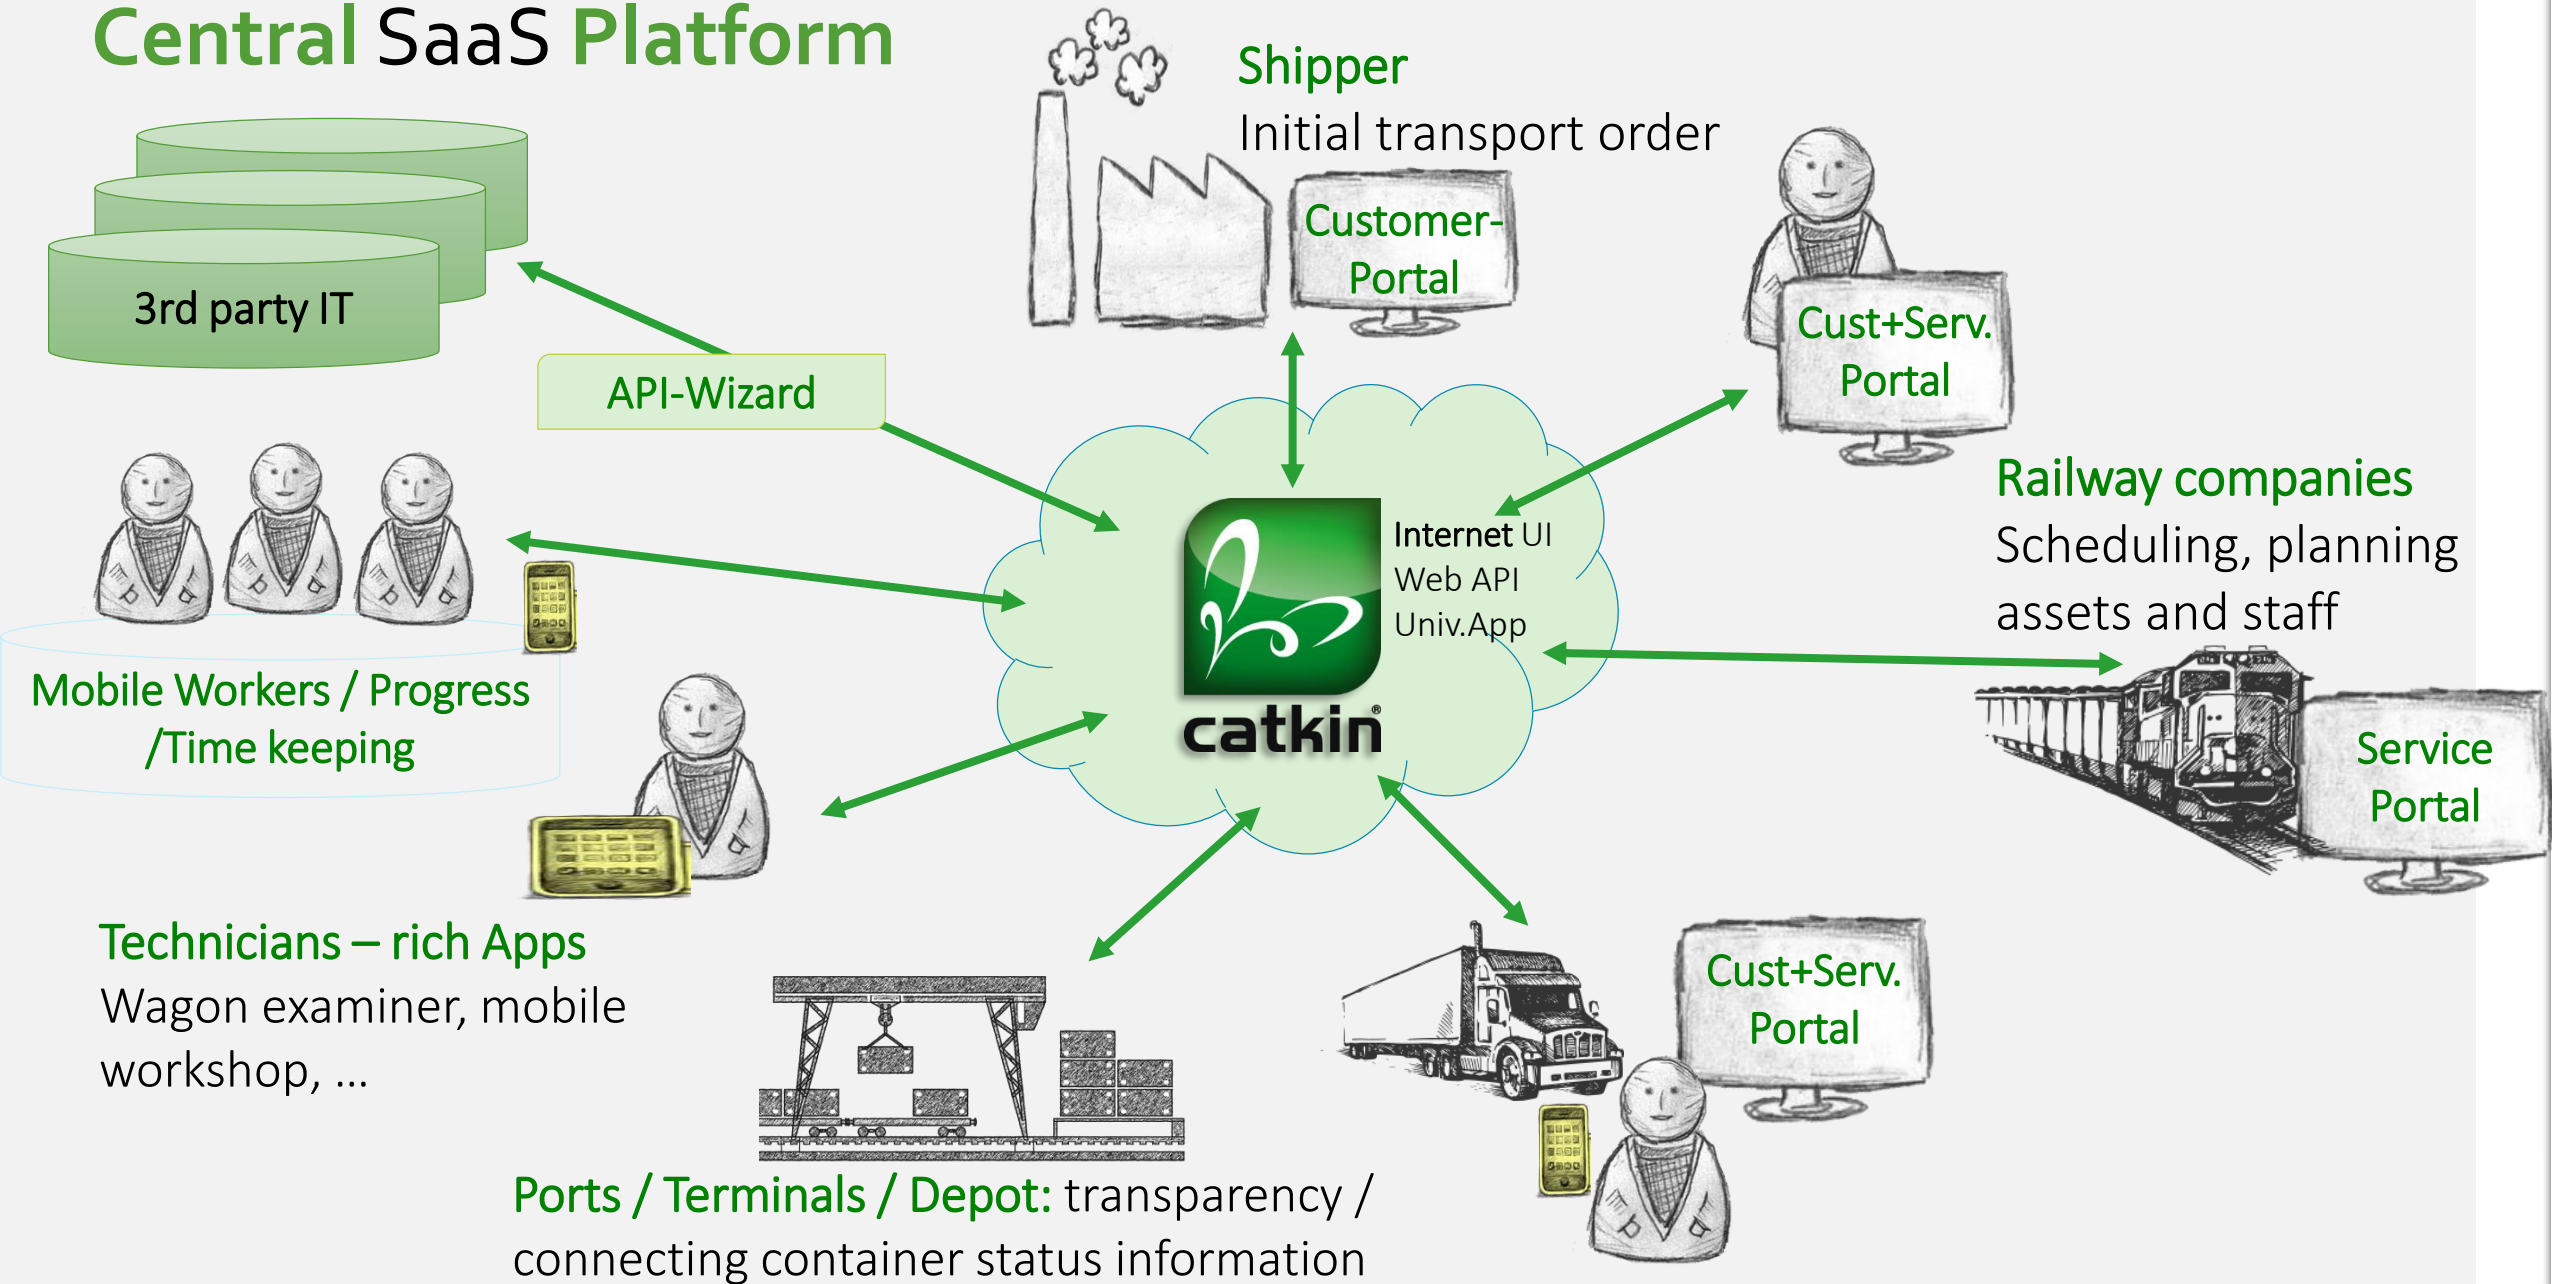 Central SaaS Platform
Shipper
Initial transport order
Customer-
Portal
3rd party IT
API-Wizard
Cust+Serv.
Portal
Railway companies
Scheduling, planning
assets and staff
Internet UI
Web API
Univ.App
catkin®
Mobile Workers / Progress
/Time keeping
Service
Portal
Technicians – rich Apps
Wagon examiner, mobile
workshop, ...
Cust+Serv.
Portal
Ports / Terminals / Depot: transparency /
connecting container status information